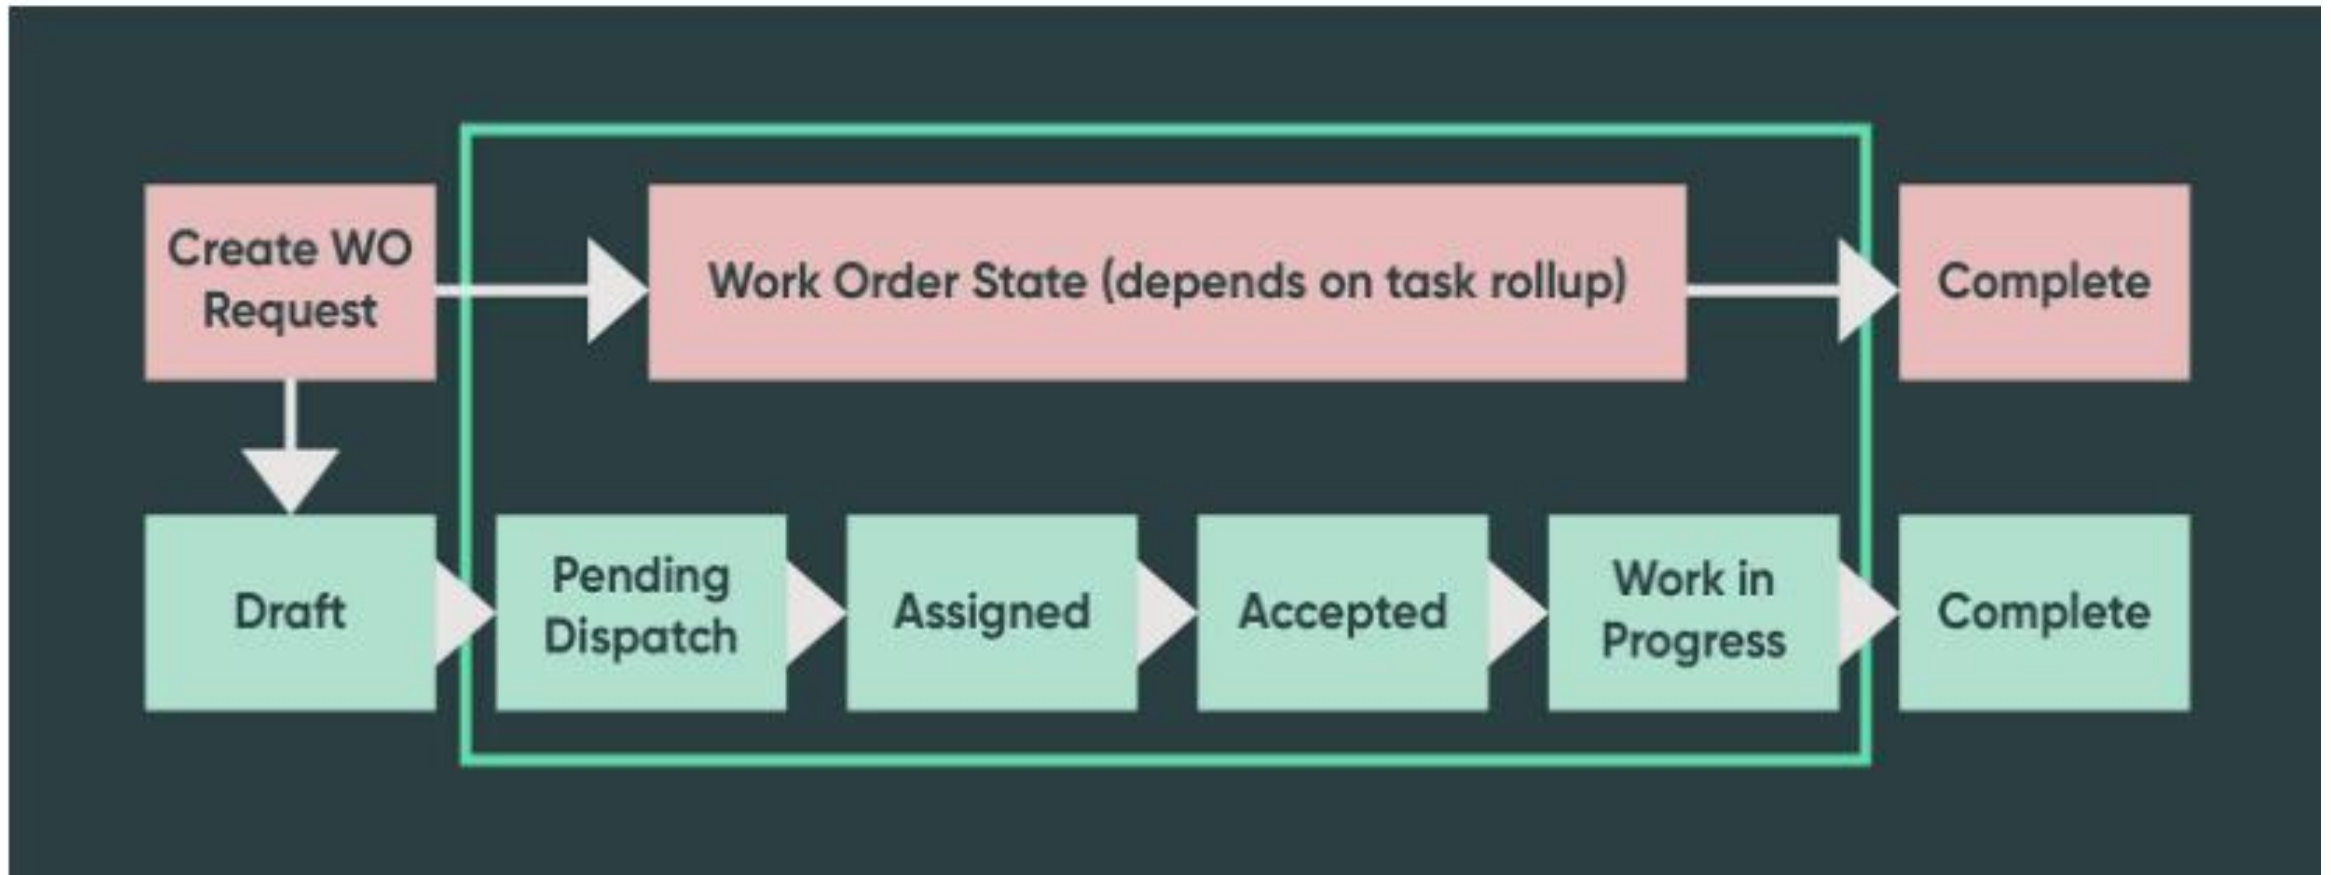 Create WO
Request
Work Order State (depends on task rollup)
Complete
Draft
Pending
Dispatch
Assigned
Accepted
Work in
Progress
Complete